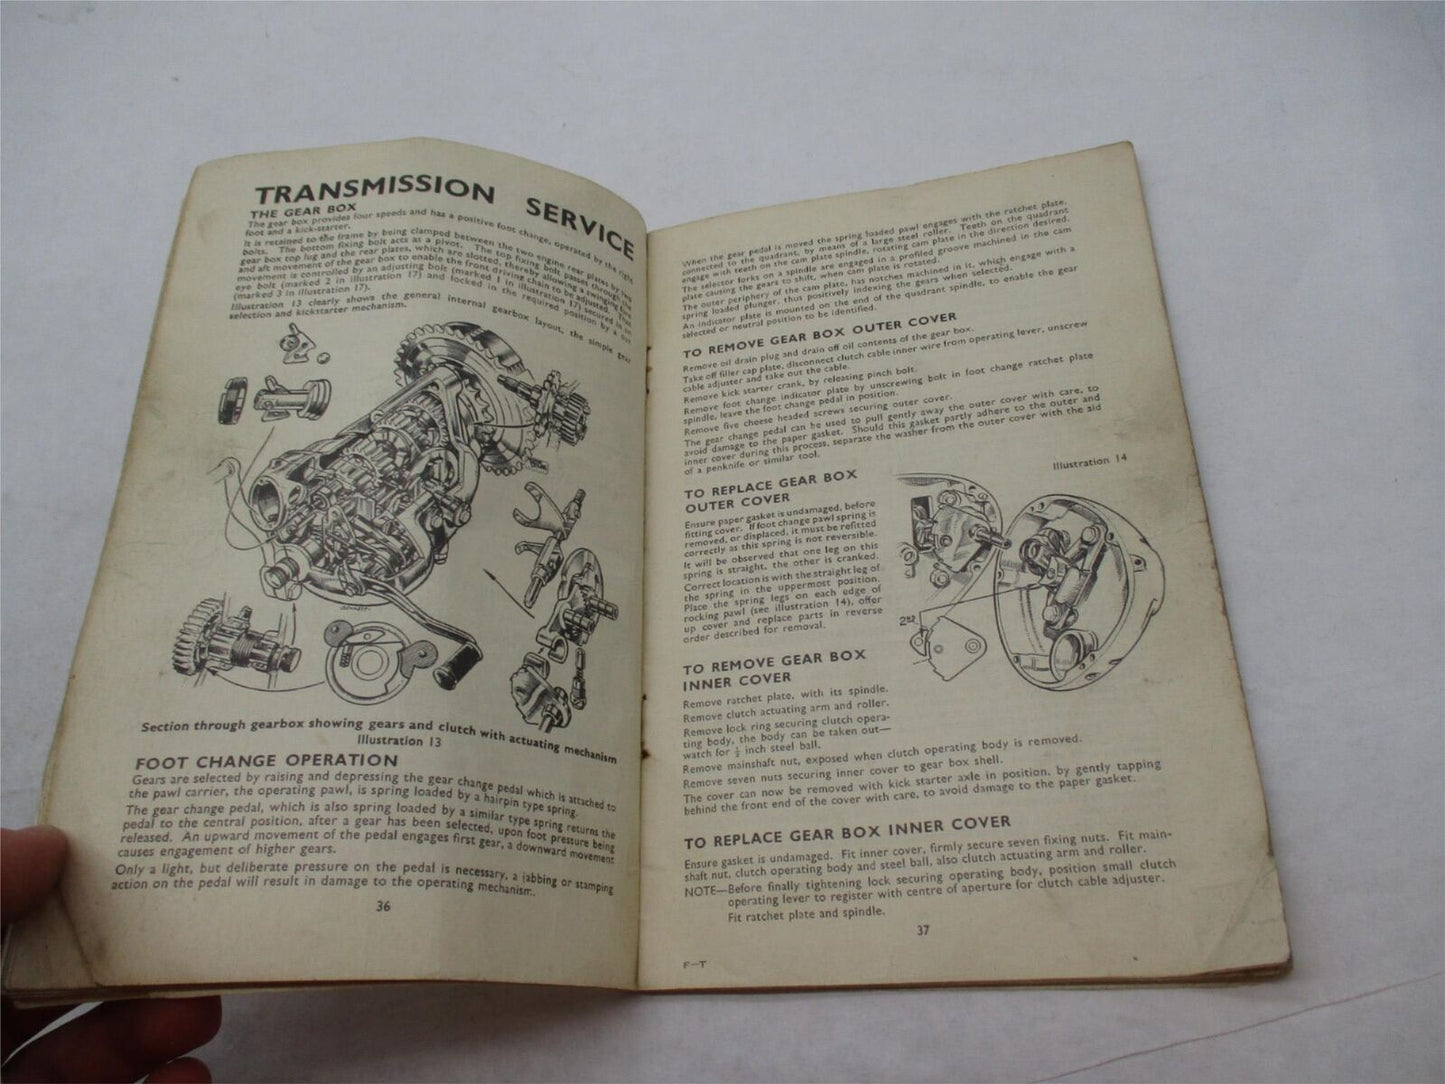 TRANSMISSION SERVICE
THE GEAR BOX
The gear box provides four speeds and has a positive foot change, operated by the right
foot and a kick-starter.
It is retained to the frame by being clamped between the two engine rear plates by two
bolts. The bottom fixing bolt acts as a pivot. The top fixing bolt passes through the
gear box top lug and the rear plates, which are slotted, thereby allowing a swinging fore
and aft movement of the gear box to enable the front driving chain to be adjusted. That
movement is controlled by an adjusting bolt (marked 1 in illustration 17) secured in an
eye bolt (marked 2 in illustration 17) and locked in the required position by a nut
(marked 3 in illustration 17).
Illustration 13 clearly shows the general internal gearbox layout, the simple gear
selection and kickstarter mechanism.
Section through gearbox showing gears and clutch with actuating mechanism
Illustration 13
FOOT CHANGE OPERATION
Gears are selected by raising and depressing the gear change pedal which is attached to
the pawl carrier, the operating pawl, is spring loaded by a hairpin type spring.
The gear change pedal, which is also spring loaded by a similar type spring returns the
pedal to the central position, after a gear has been selected, upon foot pressure being
released. An upward movement of the pedal engages first gear, a downward movement
causes engagement of higher gears.
Only a light, but deliberate pressure on the pedal is necessary, a jabbing or stamping
action on the pedal will result in damage to the operating mechanism.
36
When the gear pedal is moved the spring loaded pawl engages with the ratchet plate,
connected to the quadrant, by means of a large steel roller. Teeth on the quadrant
engage with teeth on the cam plate spindle, rotating cam plate in the direction desired.
The selector forks on a spindle are engaged in a profiled groove machined in the cam
plate causing the gears to shift, when cam plate is rotated.
The outer periphery of the cam plate, has notches machined in it, which engage with a
spring loaded plunger, thus positively indexing the gears when selected.
An indicator plate is mounted on the end of the quadrant spindle, to enable the gear
selected or neutral position to be identified.
TO REMOVE GEAR BOX OUTER COVER
Remove oil drain plug and drain off oil contents of the gear box.
Take off filler cap plate, disconnect clutch cable inner wire from operating lever, unscrew
cable adjuster and take out the cable.
Remove kick starter crank, by releasing pinch bolt.
Remove foot change indicator plate by unscrewing bolt in foot change ratchet plate
spindle, leave the foot change pedal in position.
Remove five cheese headed screws securing outer cover.
The gear change pedal can be used to pull gently away the outer cover with care, to
avoid damage to the paper gasket. Should this gasket partly adhere to the outer and
inner cover during this process, separate the washer from the outer cover with the aid
of a penknife or similar tool.
Illustration 14
TO REPLACE GEAR BOX
OUTER COVER
Ensure paper gasket is undamaged, before
fitting cover. If foot change pawl spring is
removed, or displaced, it must be refitted
correctly as this spring is not reversible.
It will be observed that one leg on this
spring is straight, the other is cranked.
Correct location is with the straight leg of
the spring in the uppermost position.
Place the spring legs on each edge of
rocking pawl (see illustration 14), offer
up cover and replace parts in reverse
order described for removal.
TO REMOVE GEAR BOX
INNER COVER
Remove ratchet plate, with its spindle.
Remove clutch actuating arm and roller.
Remove lock ring securing clutch opera-
ting body, the body can be taken out—
watch for ½ inch steel ball.
Remove mainshaft nut, exposed when clutch operating body is removed.
Remove seven nuts securing inner cover to gear box shell.
The cover can now be removed with kick starter axle in position, by gently tapping
behind the front end of the cover with care, to avoid damage to the paper gasket.
TO REPLACE GEAR BOX INNER COVER
Ensure gasket is undamaged. Fit inner cover, firmly secure seven fixing nuts. Fit main-
shaft nut, clutch operating body and steel ball, also clutch actuating arm and roller.
NOTE—Before finally tightening lock securing operating body, position small clutch
operating lever to register with centre of aperture for clutch cable adjuster.
Fit ratchet plate and spindle.
37
F—T